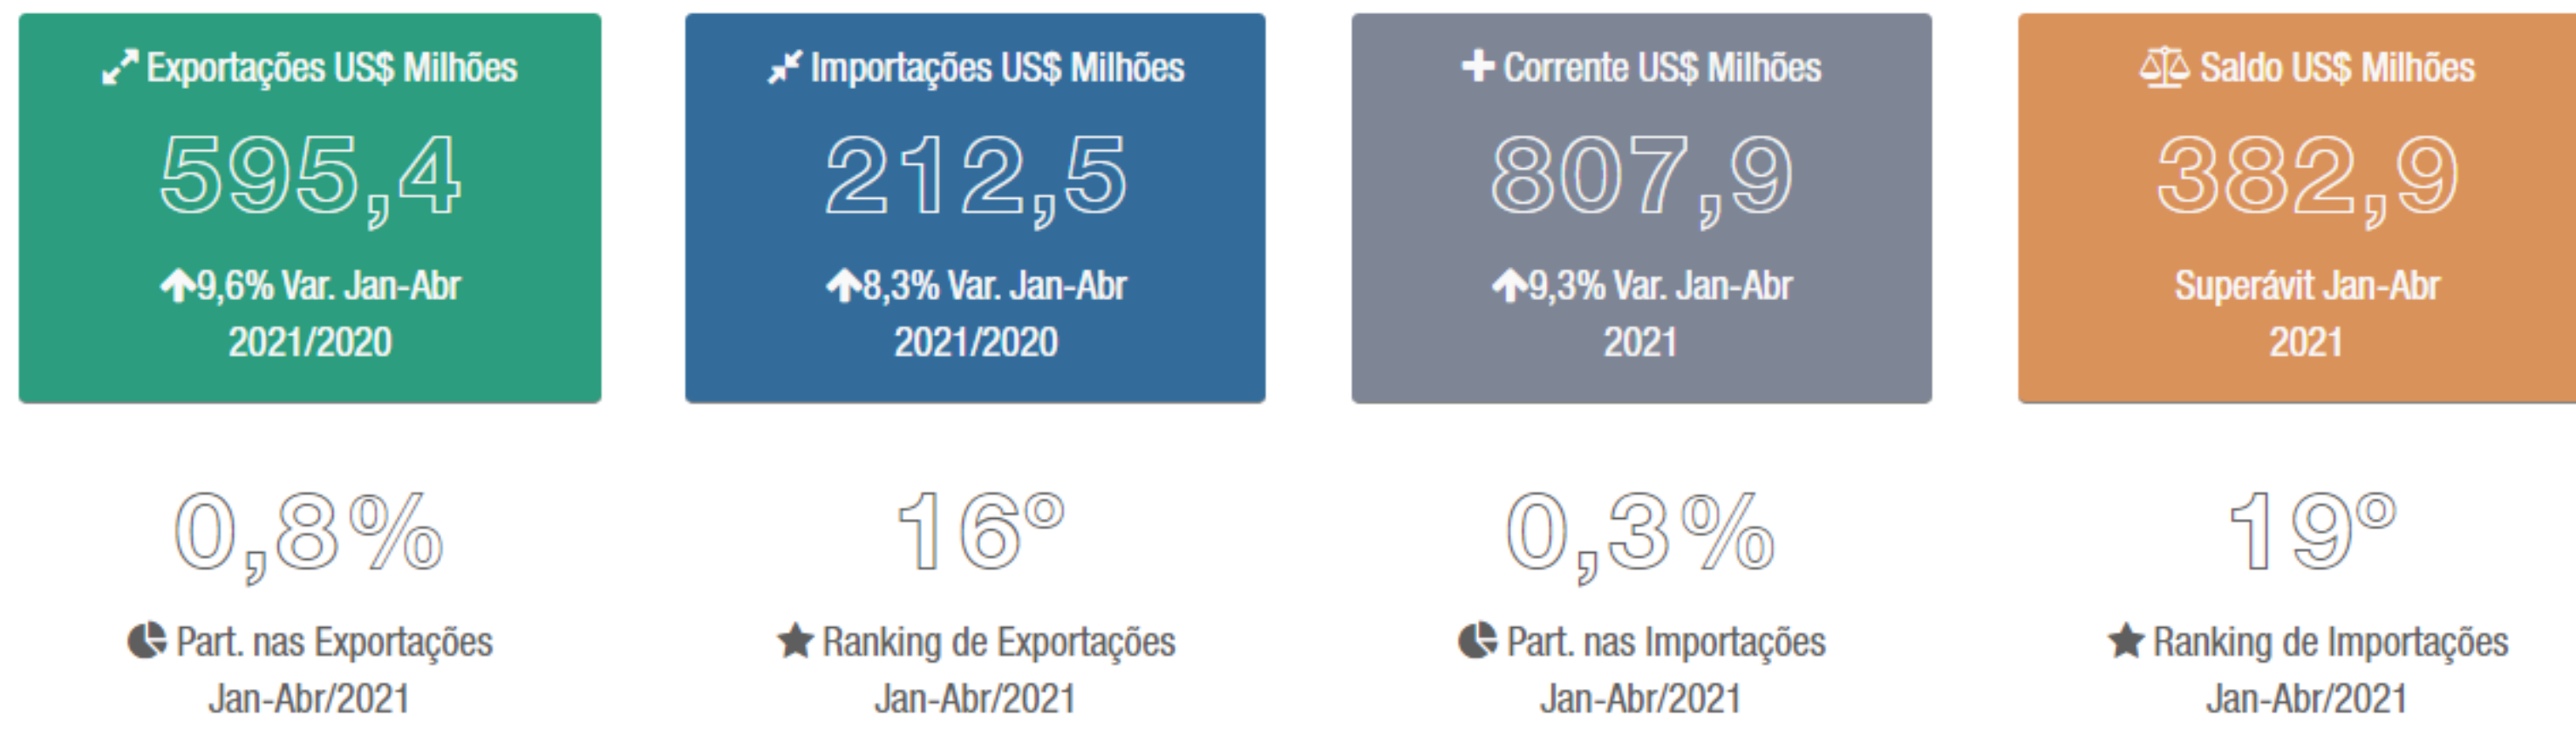 Exportações US$ Milhões
595,4
9,6% Var. Jan-Abr
2021/2020
Importações US$ Milhões
212,5
8,3% Var. Jan-Abr
2021/2020
Corrente US$ Milhões
807,9
9,3% Var. Jan-Abr
2021
Saldo US$ Milhões
382,9
Superávit Jan-Abr
2021
0,8%
Part. nas Exportações
Jan-Abr/2021
16º
Ranking de Exportações
Jan-Abr/2021
0,3%
Part. nas Importações
Jan-Abr/2021
19º
Ranking de Importações
Jan-Abr/2021